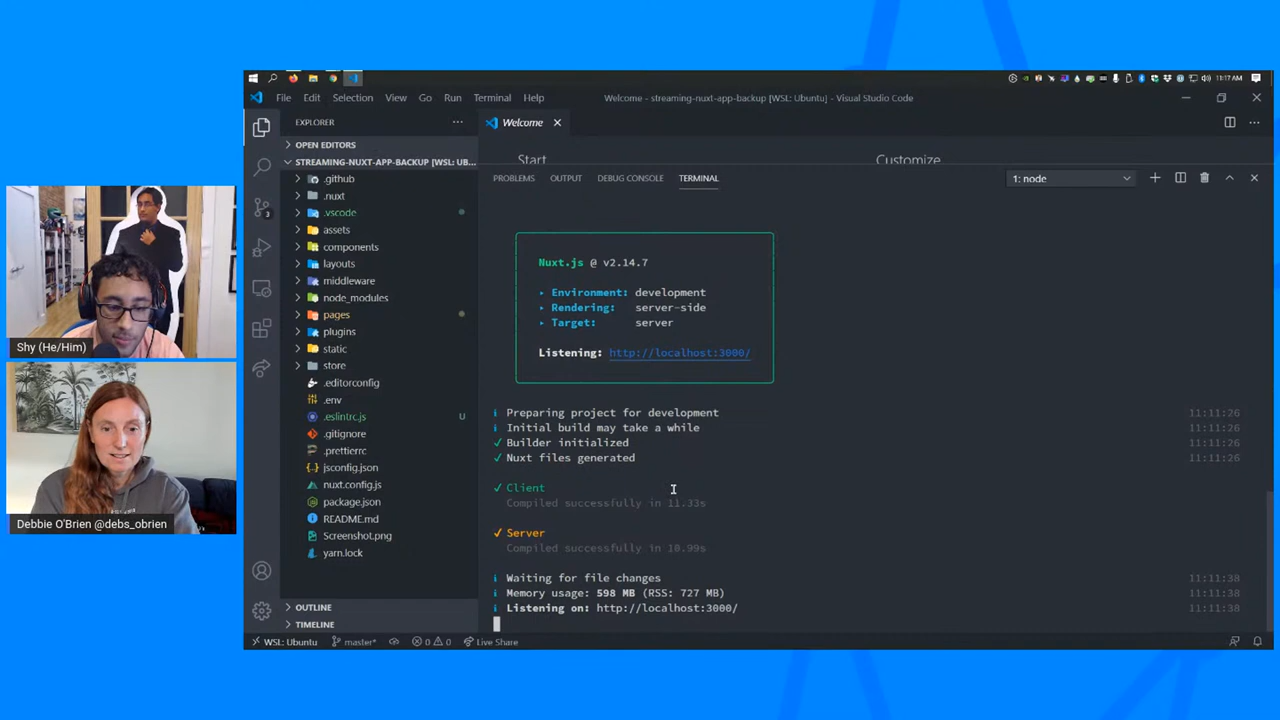 11:17 AM
File Edit Selection View Go Run Terminal Help
Welcome - streaming-nuxt-app-backup [WSL: Ubuntu] - Visual Studio Code
EXPLORER
Welcome
OPEN EDITORS
STREAMING-NUXT-APP-BACKUP [WSL: UB...
Start
Customize
PROBLEMS OUTPUT DEBUG CONSOLE TERMINAL
1: node
.github
.nuxt
.vscode
assets
components
layouts
middleware
node_modules
pages
plugins
static
store
.editorconfig
.env
.eslintrc.js U
.gitignore
.prettierrc
jsconfig.json
nuxt.config.js
package.json
README.md
Screenshot.png
yarn.lock
OUTLINE
TIMELINE
3
Nuxt.js @ v2.14.7
▸ Environment: development
▸ Rendering: server-side
▸ Target: server
Listening: http://localhost:3000/
i Preparing project for development 11:11:26
i Initial build may take a while 11:11:26
✓ Builder initialized 11:11:26
✓ Nuxt files generated 11:11:26
✓ Client
Compiled successfully in 11.33s
✓ Server
Compiled successfully in 10.99s
i Waiting for file changes 11:11:38
i Memory usage: 598 MB (RSS: 727 MB) 11:11:38
i Listening on: http://localhost:3000/ 11:11:38
WSL: Ubuntu master* 0 0 Live Share
Shy (He/Him)
Debbie O'Brien @debs_obrien